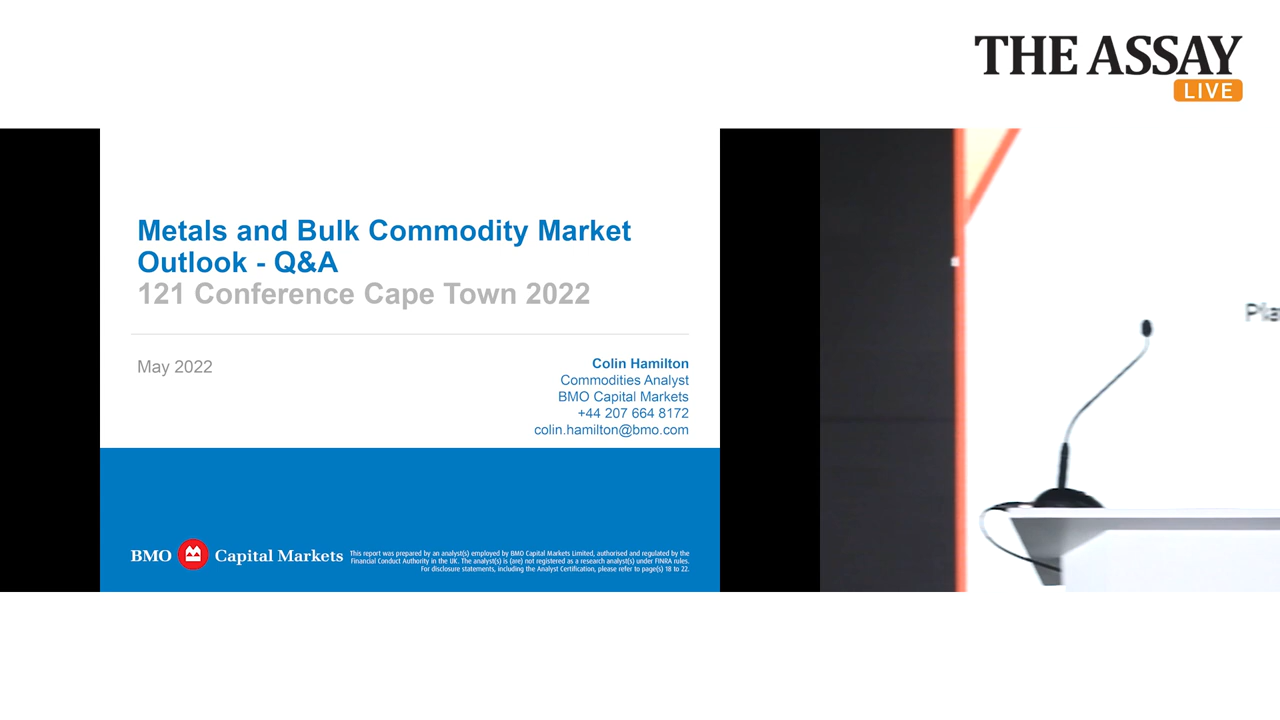 THE ASSAY
LIVE
Metals and Bulk Commodity Market
Outlook - Q&A
121 Conference Cape Town 2022
May 2022
Colin Hamilton
Commodities Analyst
BMO Capital Markets
+44 207 664 8172
colin.hamilton@bmo.com
BMO Capital Markets
This report was prepared by an analyst(s) employed by BMO Capital Markets Limited, authorised and regulated by the
Financial Conduct Authority in the UK. The analyst(s) is (are) not registered as a research analyst(s) under FINRA rules.
For disclosure statements, including the Analyst Certification, please refer to page(s) 18 to 22.